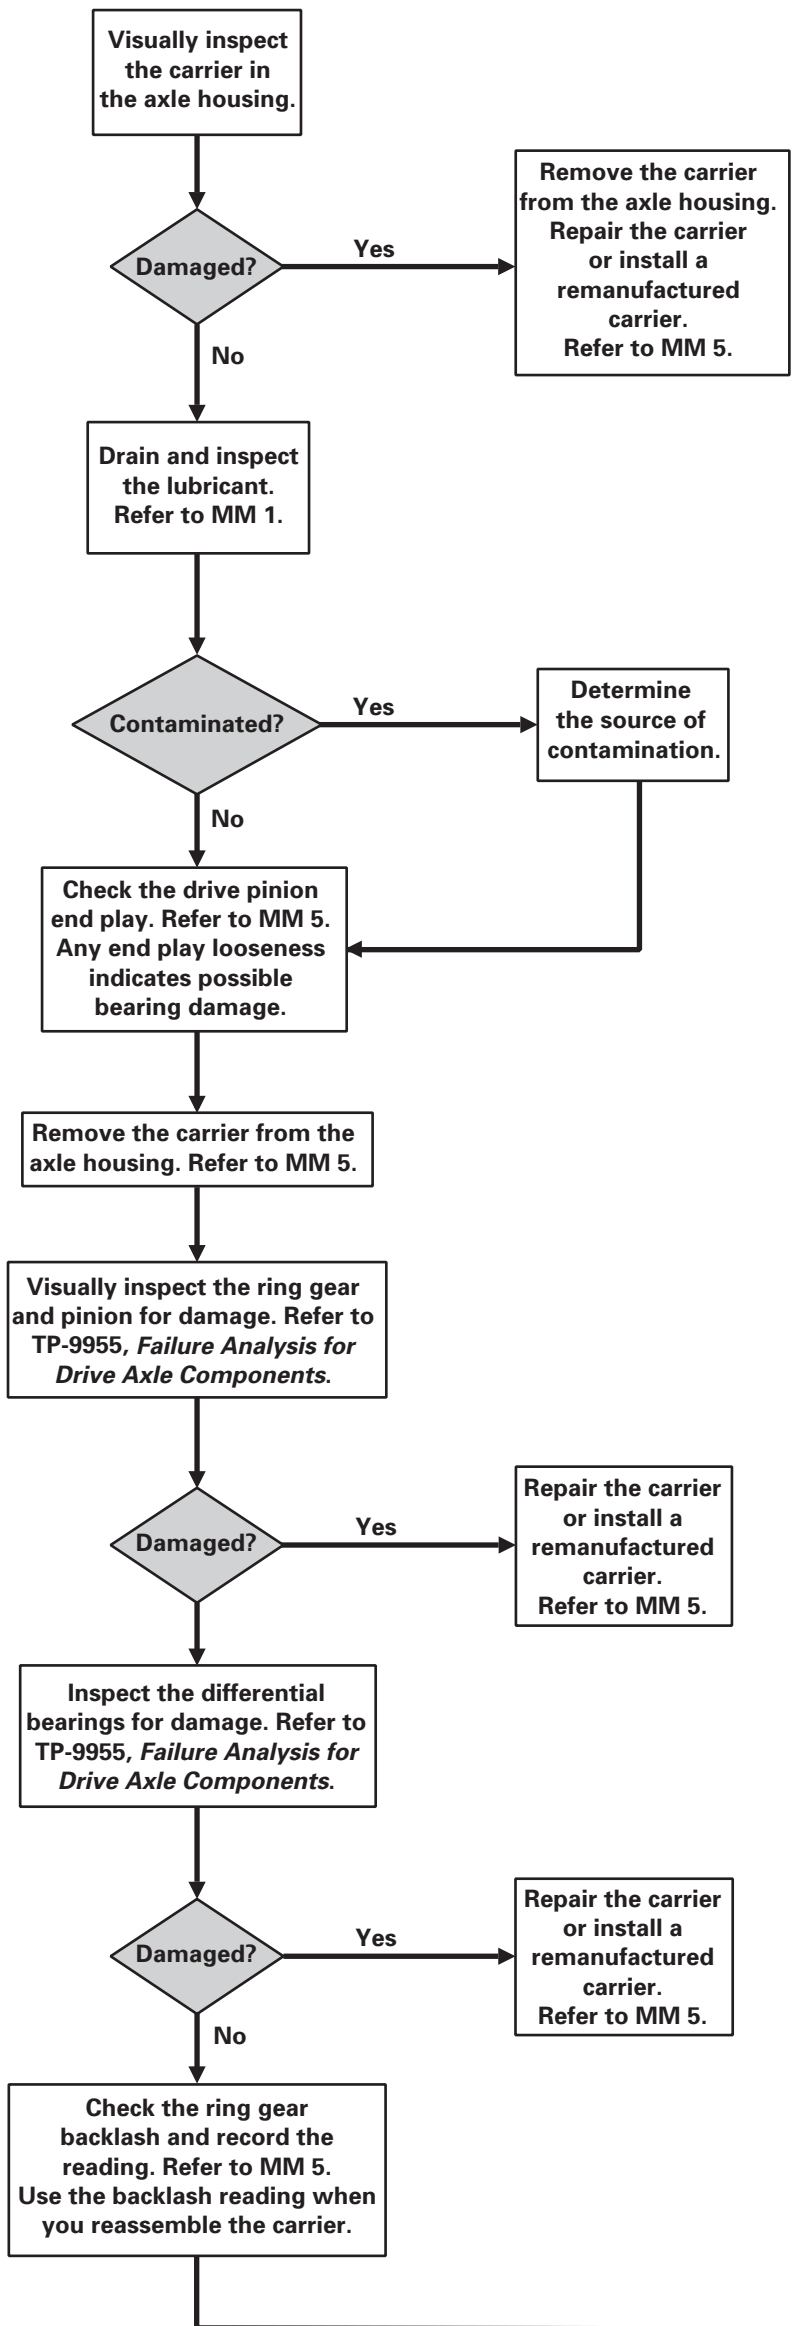 Visually inspect
the carrier in
the axle housing.
Damaged?
Yes
Remove the carrier
from the axle housing.
Repair the carrier
or install a
remanufactured
carrier.
Refer to MM 5.
No
Drain and inspect
the lubricant.
Refer to MM 1.
Contaminated?
Yes
Determine
the source of
contamination.
No
Check the drive pinion
end play. Refer to MM 5.
Any end play looseness
indicates possible
bearing damage.
Remove the carrier from the
axle housing. Refer to MM 5.
Visually inspect the ring gear
and pinion for damage. Refer to
TP-9955, Failure Analysis for
Drive Axle Components.
Damaged?
Yes
Repair the carrier
or install a
remanufactured
carrier.
Refer to MM 5.
Inspect the differential
bearings for damage. Refer to
TP-9955, Failure Analysis for
Drive Axle Components.
Damaged?
Yes
Repair the carrier
or install a
remanufactured
carrier.
Refer to MM 5.
No
Check the ring gear
backlash and record the
reading. Refer to MM 5.
Use the backlash reading when
you reassemble the carrier.